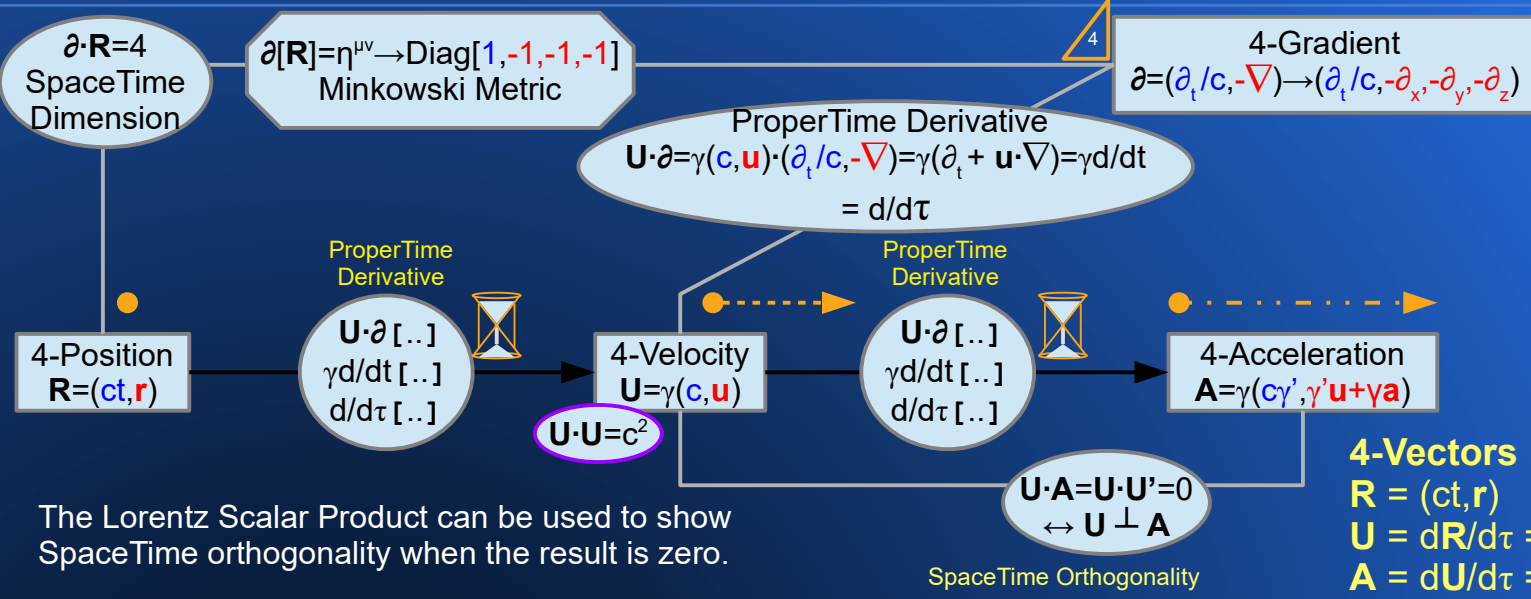 ∂·R=4
SpaceTime
Dimension
∂[R]=η^μν→Diag[1,-1,-1,-1]
Minkowski Metric
4
4-Gradient
∂=(∂_t/c,-∇)→(∂_t/c,-∂_x,-∂_y,-∂_z)
ProperTime Derivative
U·∂=γ(c,u)·(∂_t/c,-∇)=γ(∂_t+ u·∇)=γd/dt
= d/dτ
ProperTime
Derivative
ProperTime
Derivative
4-Position
R=(ct,r)
U·∂[..]
γd/dt[..]
d/dτ[..]
4-Velocity
U=γ(c,u)
U·U=c²
U·∂[..]
γd/dt[..]
d/dτ[..]
4-Acceleration
A=γ(cγ’,γ’u+γa)
U·A=U·U’=0
↔ U ⊥ A
SpaceTime Orthogonality
The Lorentz Scalar Product can be used to show
SpaceTime orthogonality when the result is zero.
4-Vectors
R = (ct,r)
U = dR/dτ =
A = dU/dτ =